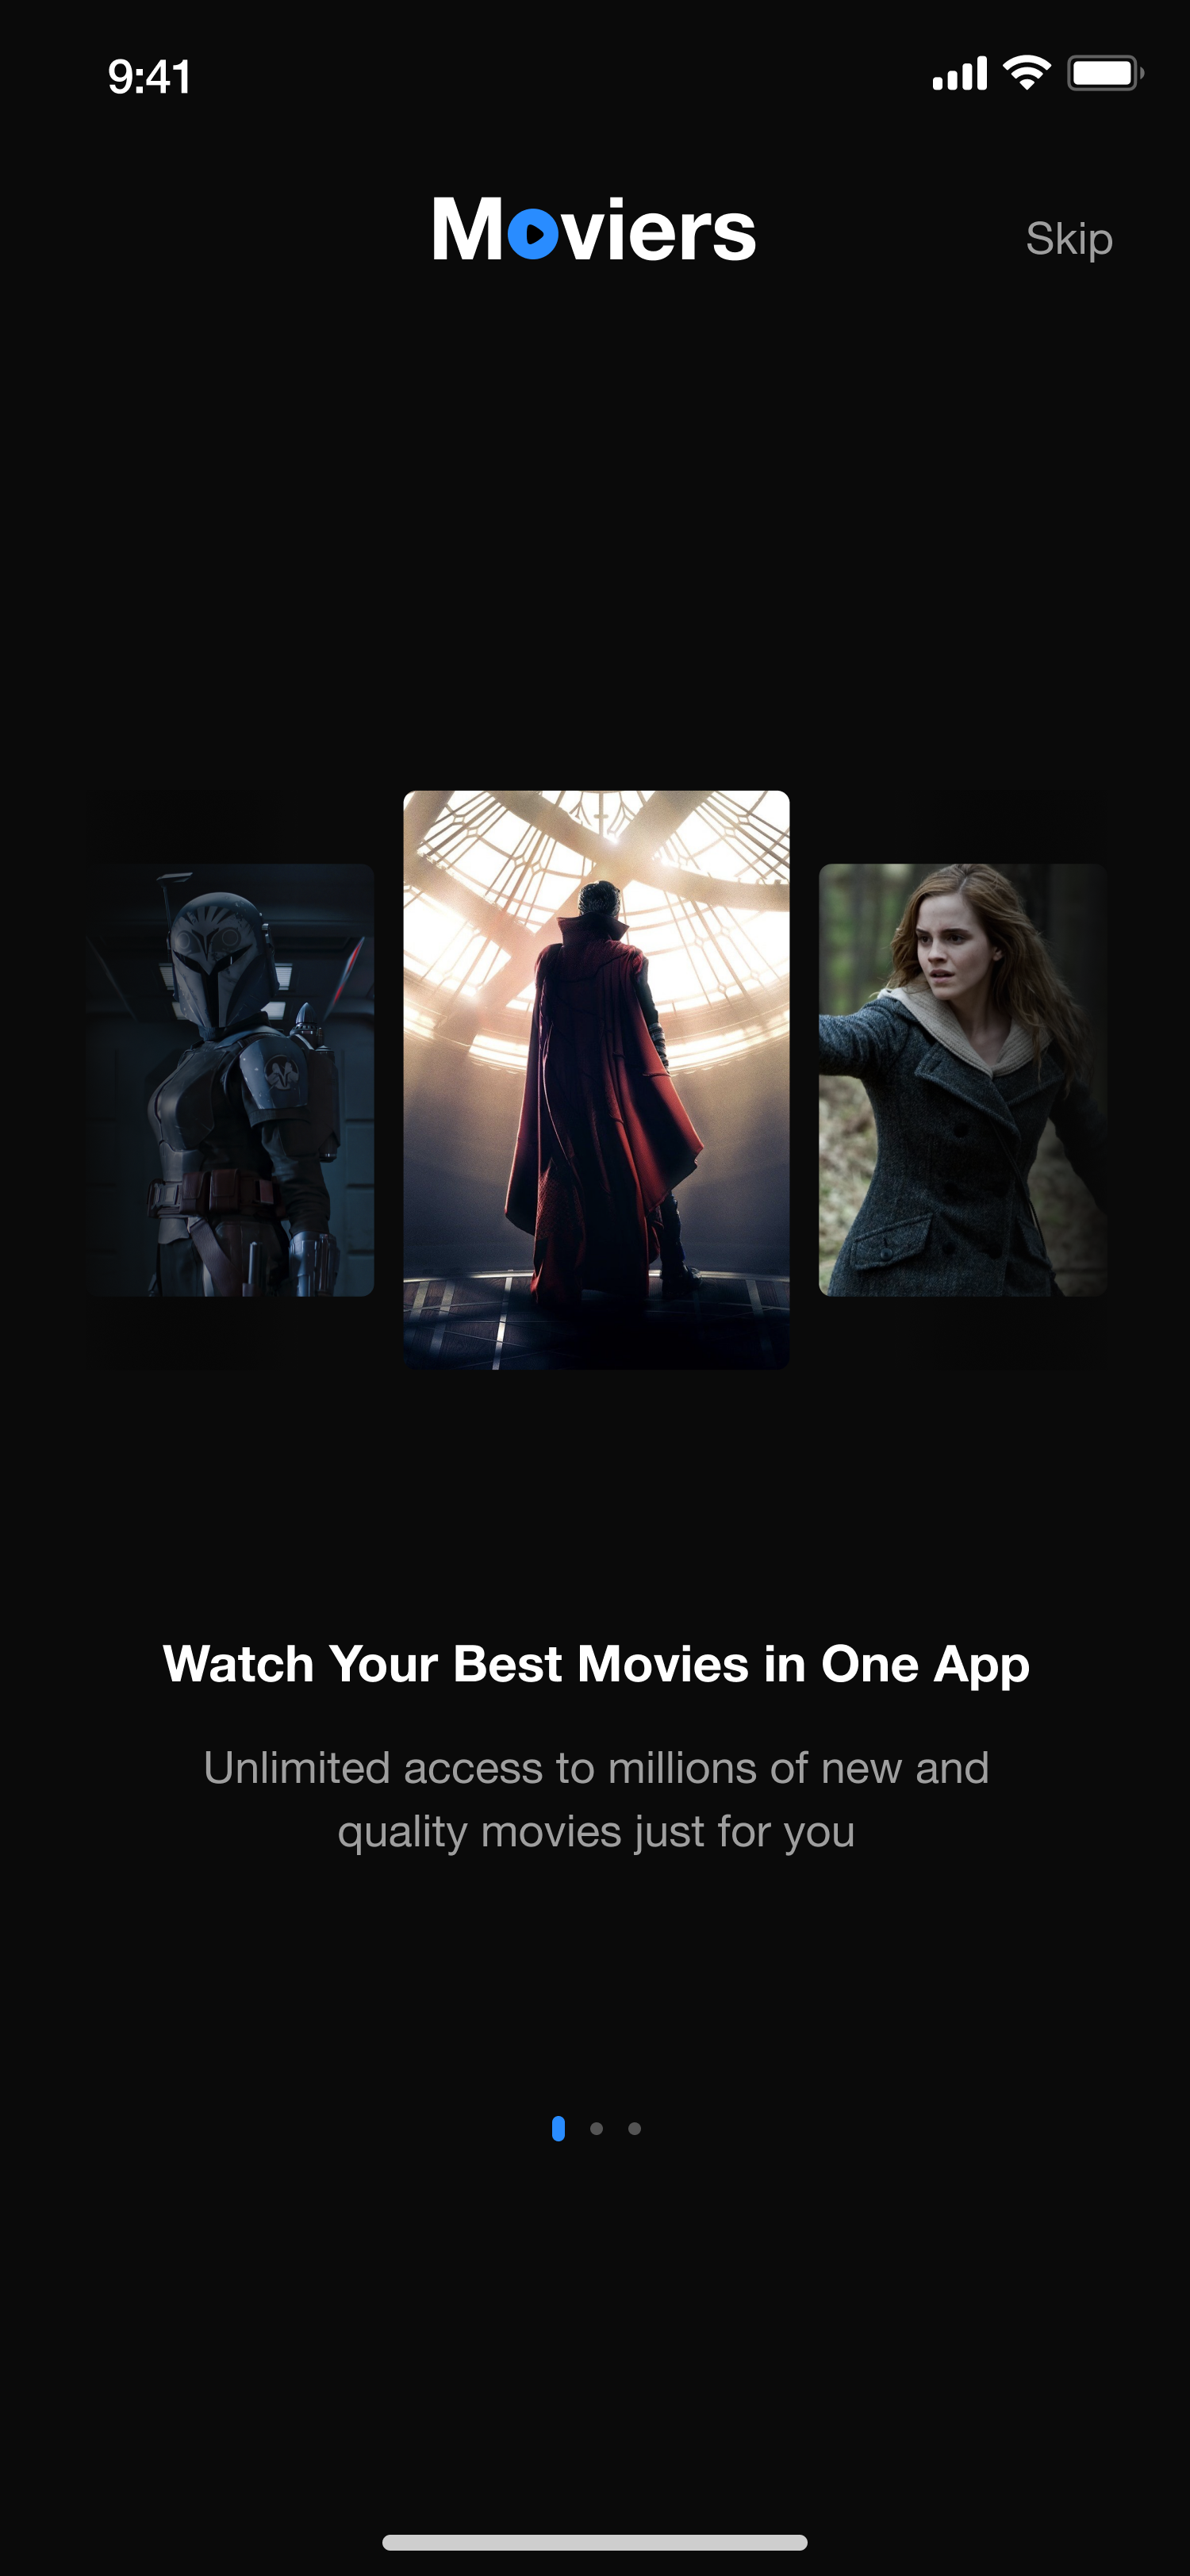 9:41
Moviers
Skip
Watch Your Best Movies in One App
Unlimited access to millions of new and
quality movies just for you